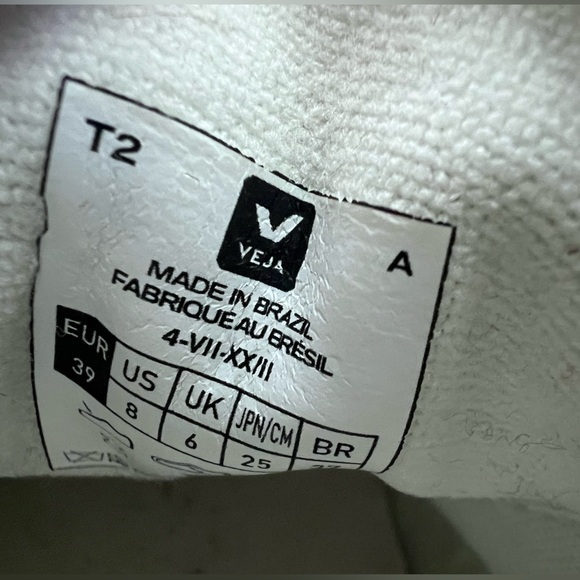 T2
A
V
VEJA
MADE IN BRAZIL
FABRIQUE AU BRÉSIL
4-VII-XXIII
EUR US UK JPN/CM BR
39 8 6 25